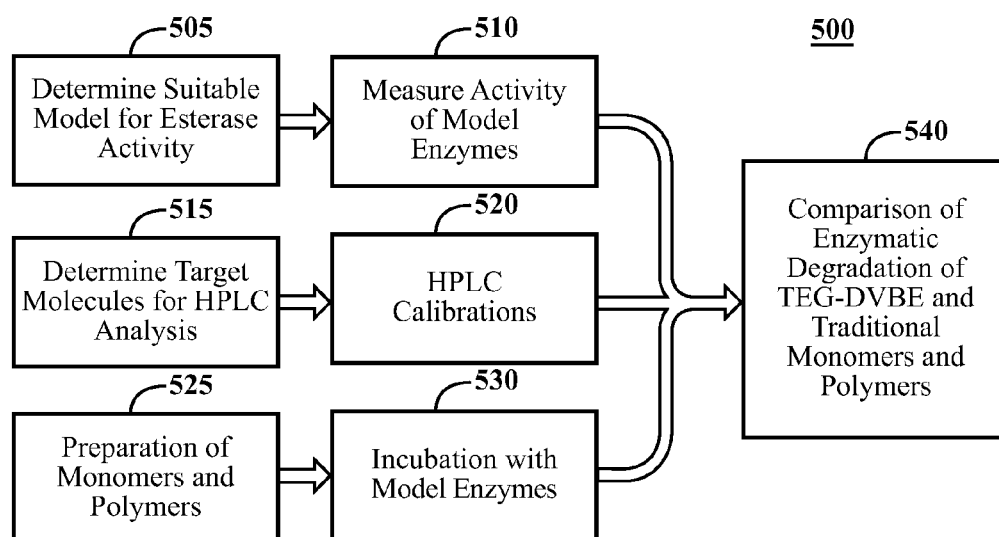 505
Determine Suitable
Model for Esterase
Activity
510
Measure Activity
of Model
Enzymes
500
515
Determine Target
Molecules for HPLC
Analysis
520
HPLC
Calibrations
525
Preparation of
Monomers and
Polymers
530
Incubation with
Model Enzymes
540
Comparison of
Enzymatic
Degradation of
TEG-DVBE and
Traditional
Monomers and
Polymers